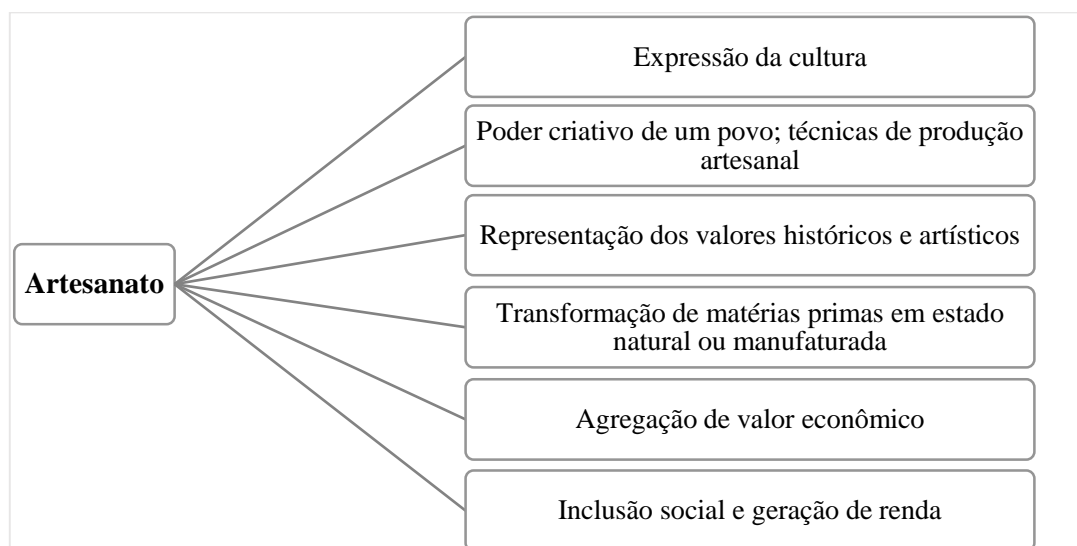 Expressão da cultura
Poder criativo de um povo; técnicas de produção
artesanal
Representação dos valores históricos e artísticos
Artesanato
Transformação de matérias primas em estado
natural ou manufaturada
Agregação de valor econômico
Inclusão social e geração de renda